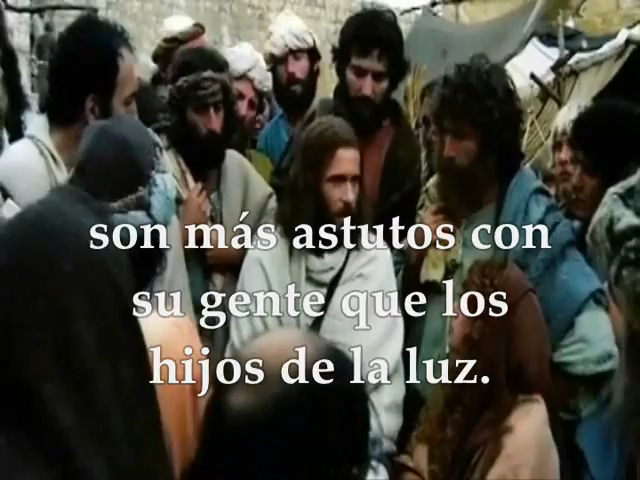 son más astutos con
su gente que los
hijos de la luz.